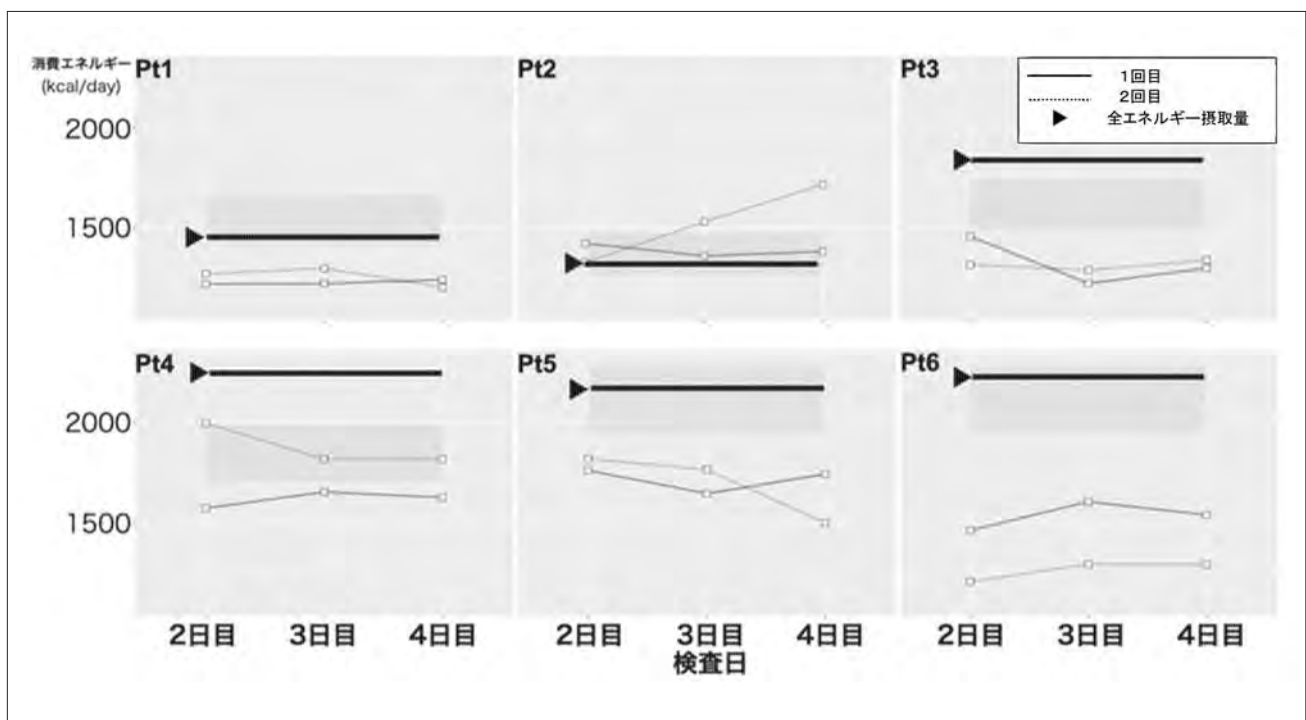 消費エネルギー
(kcal/day)
Pt1
Pt2
Pt3
1回目
2回目
全エネルギー摂取量
2000
1500
Pt4
Pt5
Pt6
2000
1500
2日目 3日目 4日目
2日目 3日目 4日目
2日目 3日目 4日目
検査日